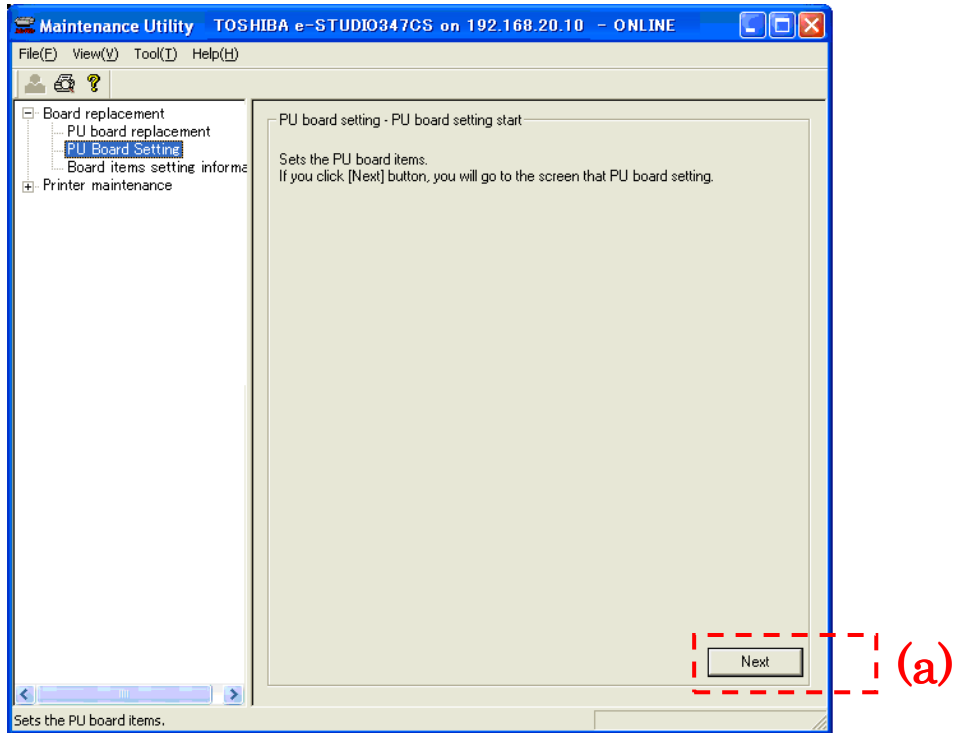 Maintenance Utility TOSHIBA e-STUDIO347CS on 192.168.20.10 - ONLINE
File(F) View(V) Tool(T) Help(H)
Board replacement
PU board replacement
PU Board Setting
Board items setting informa
Printer maintenance
PU board setting - PU board setting start
Sets the PU board items.
If you click [Next] button, you will go to the screen that PU board setting.
Next
(a)
Sets the PU board items.